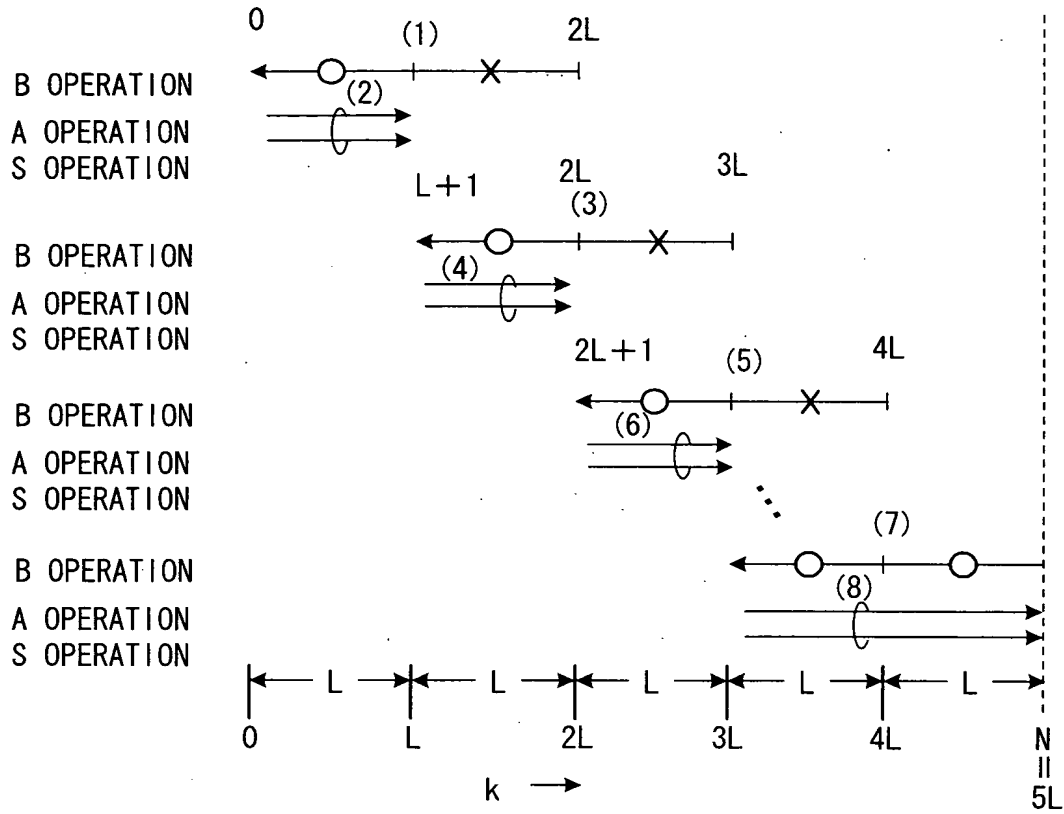 0 (1) 2L
B OPERATION
(2)
A OPERATION
S OPERATION
L+1 2L 3L
(3)
B OPERATION
(4)
A OPERATION
S OPERATION
2L+1 (5) 4L
B OPERATION
(6)
A OPERATION
S OPERATION
(7)
B OPERATION
(8)
A OPERATION
S OPERATION
L L L L L
0 L 2L 3L 4L N
=
5L
k